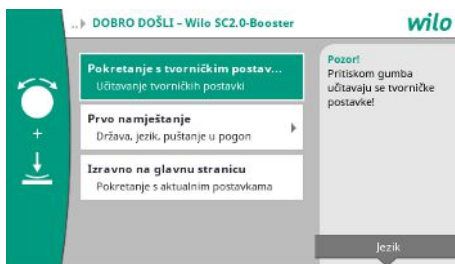 ..▸ DOBRO DOŠLI – Wilo SC2.0-Booster
wilo
Pokretanje s tvorničkim postav...
Učitavanje tvorničkih postavki
Prvo namještanje
Država, jezik, puštanje u pogon
Izravno na glavnu stranicu
Pokretanje s aktualnim postavkama
Pozor!
Pritiskom gumba
učitavaju se tvorničke
postavke!
+
Jezik